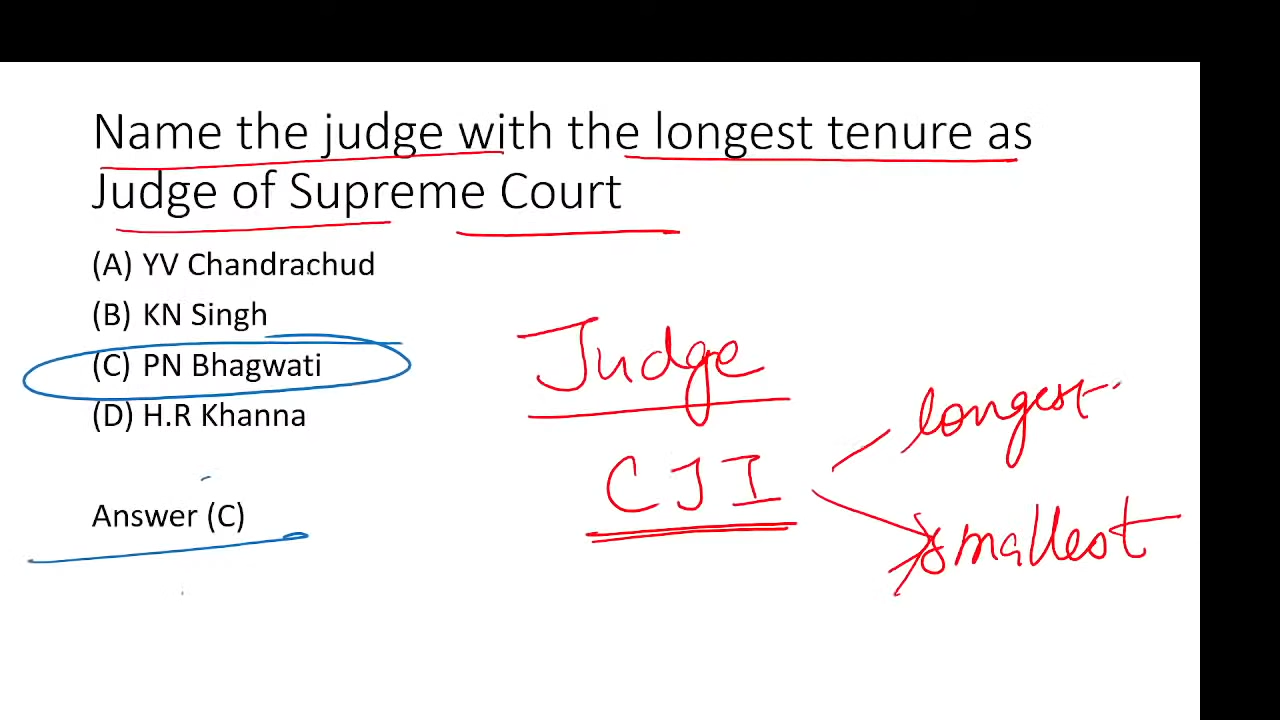 Name the judge with the longest tenure as
Judge of Supreme Court
(A) YV Chandrachud
(B) KN Singh
(C) PN Bhagwati
(D) H.R Khanna
Answer (C)
Judge
CJI
longest
smallest